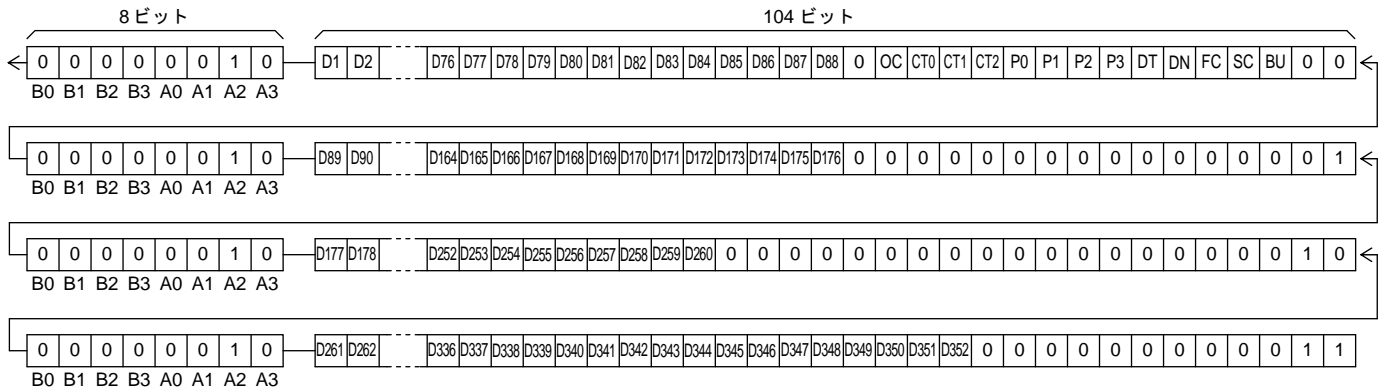 8ビット 104 ビット
0 0 0 0 0 0 1 0 D1 D2 D76 D77 D78 D79 D80 D81 D82 D83 D84 D85 D86 D87 D88 0 OC CT0 CT1 CT2 P0 P1 P2 P3 DT DN FC SC BU 0 0
B0 B1 B2 B3 A0 A1 A2 A3
0 0 0 0 0 0 1 0 D89 D90 D164 D165 D166 D167 D168 D169 D170 D171 D172 D173 D174 D175 D176 0 0 0 0 0 0 0 0 0 0 0 0 0 0 0 1
B0 B1 B2 B3 A0 A1 A2 A3
0 0 0 0 0 0 1 0 D177 D178 D252 D253 D254 D255 D256 D257 D258 D259 D260 0 0 0 0 0 0 0 0 0 0 0 0 0 0 0 0 0 0 1 0
B0 B1 B2 B3 A0 A1 A2 A3
0 0 0 0 0 0 1 0 D261 D262 D336 D337 D338 D339 D340 D341 D342 D343 D344 D345 D346 D347 D348 D349 D350 D351 D352 0 0 0 0 0 0 0 0 0 0 1 1
B0 B1 B2 B3 A0 A1 A2 A3